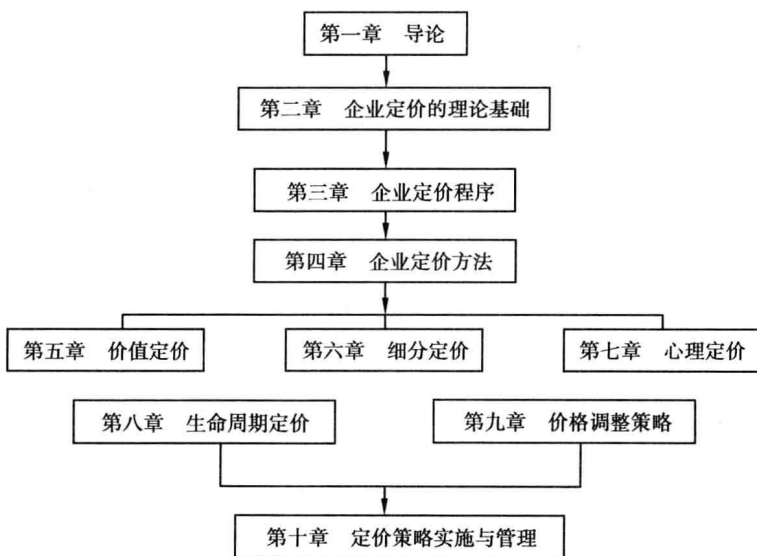 第一章 导论
第二章 企业定价的理论基础
第三章 企业定价程序
第四章 企业定价方法
第五章 价值定价
第六章 细分定价
第七章 心理定价
第八章 生命周期定价
第九章 价格调整策略
第十章 定价策略实施与管理